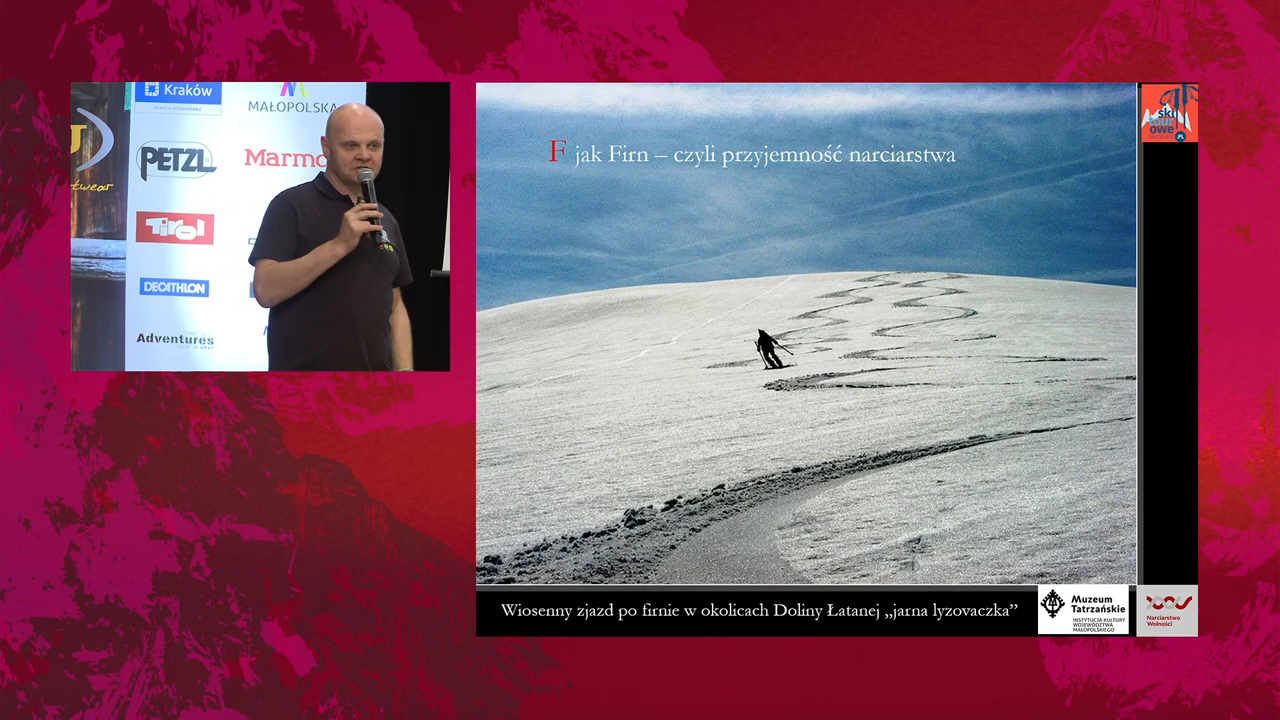 Kraków
MAŁOPOLSKA
PETZL
Marmo
Tirol
DECATHLON
Adventures
F jak Firn – czyli przyjemność narciarstwa
ski
tour
owe
Wiosenny zjazd po firnie w okolicach Doliny Łatanej „jarna lyzovaczka”
Muzeum
Tatrzańskie
INSTYTUCJA KULTURY
WOJEWÓDZTWA
MAŁOPOLSKIEGO
Narciarstwo
Wolności